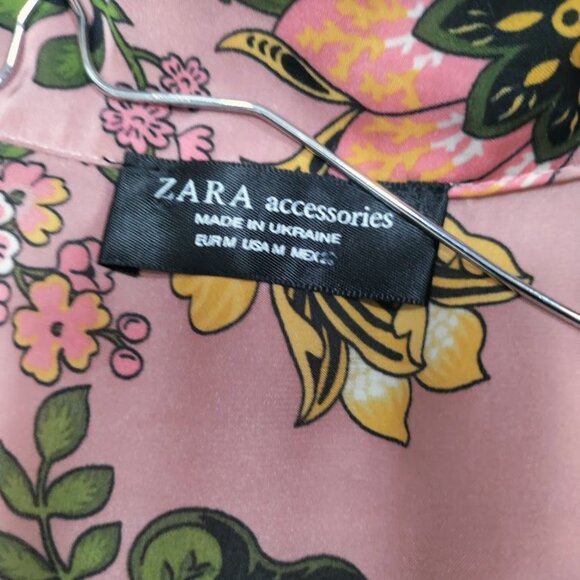 ZARA accessories
MADE IN UKRAINE
EUR M USA M MEX